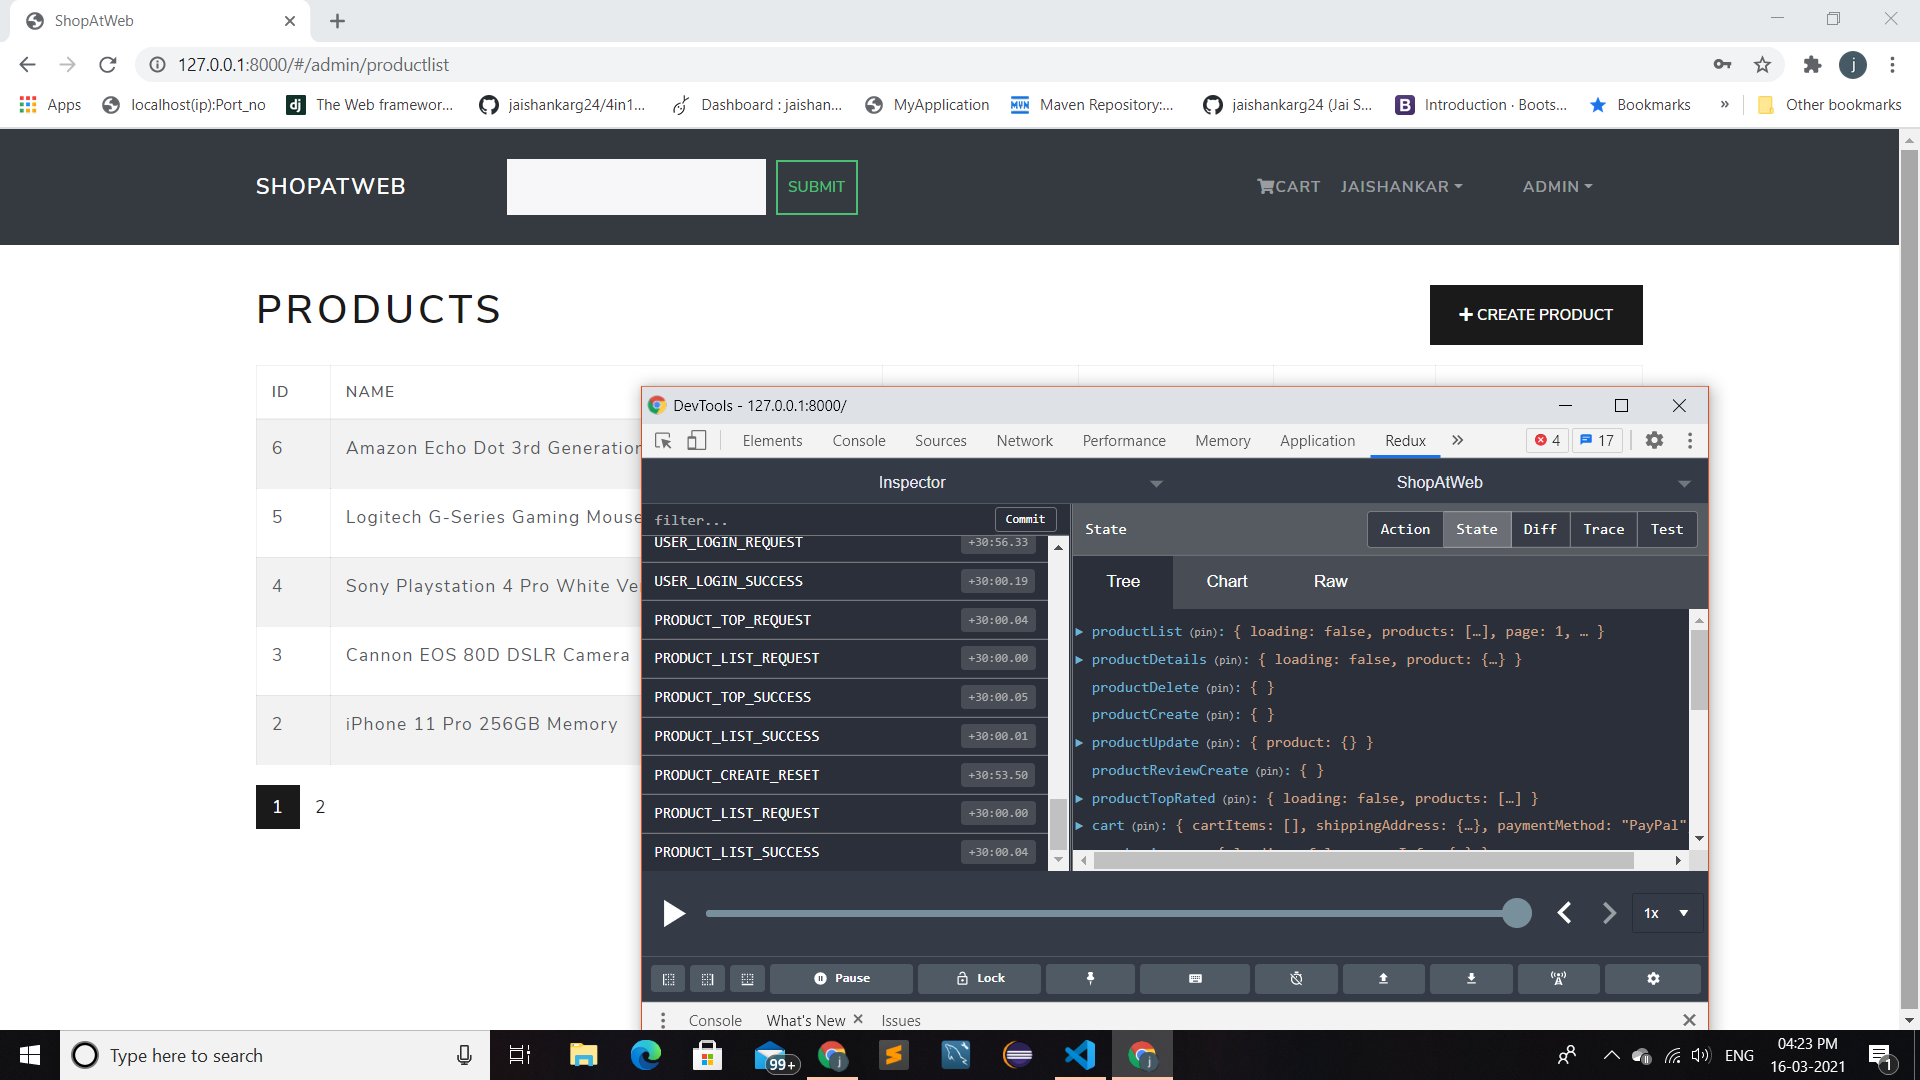 ShopAtWeb
127.0.0.1:8000/#/admin/productlist
j
Apps
localhost(ip):Port_no
dj
The Web framewor...
jaishankarg24/4in1...
Dashboard : jaishan...
MyApplication
MVN
Maven Repository:...
jaishankarg24 (Jai S...
B
Introduction · Boots...
Bookmarks
»
Other bookmarks
SHOPATWEB
SUBMIT
CART
JAISHANKAR
ADMIN
PRODUCTS
CREATE PRODUCT
ID NAME
6 Amazon Echo Dot 3rd Generation
5 Logitech G-Series Gaming Mouse
4 Sony Playstation 4 Pro White Ve
3 Cannon EOS 80D DSLR Camera
2 iPhone 11 Pro 256GB Memory
1 2
DevTools - 127.0.0.1:8000/
Elements Console Sources Network Performance Memory Application Redux » 4 17
Inspector
ShopAtWeb
filter...
Commit
USER_LOGIN_REQUEST +30:56.33
USER_LOGIN_SUCCESS +30:00.19
PRODUCT_TOP_REQUEST +30:00.04
PRODUCT_LIST_REQUEST +30:00.00
PRODUCT_TOP_SUCCESS +30:00.05
PRODUCT_LIST_SUCCESS +30:00.01
PRODUCT_CREATE_RESET +30:53.50
PRODUCT_LIST_REQUEST +30:00.00
PRODUCT_LIST_SUCCESS +30:00.04
State
Action State Diff Trace Test
Tree Chart Raw
productList (pin): { loading: false, products: […], page: 1, … }
productDetails (pin): { loading: false, product: {…} }
productDelete (pin): { }
productCreate (pin): { }
productUpdate (pin): { product: {} }
productReviewCreate (pin): { }
productTopRated (pin): { loading: false, products: […] }
cart (pin): { cartItems: [], shippingAddress: {…}, paymentMethod: "PayPal"
1x
Pause
Lock
Console What's New Issues
Type here to search
99+
j
j
ENG
04:23 PM
16-03-2021
1